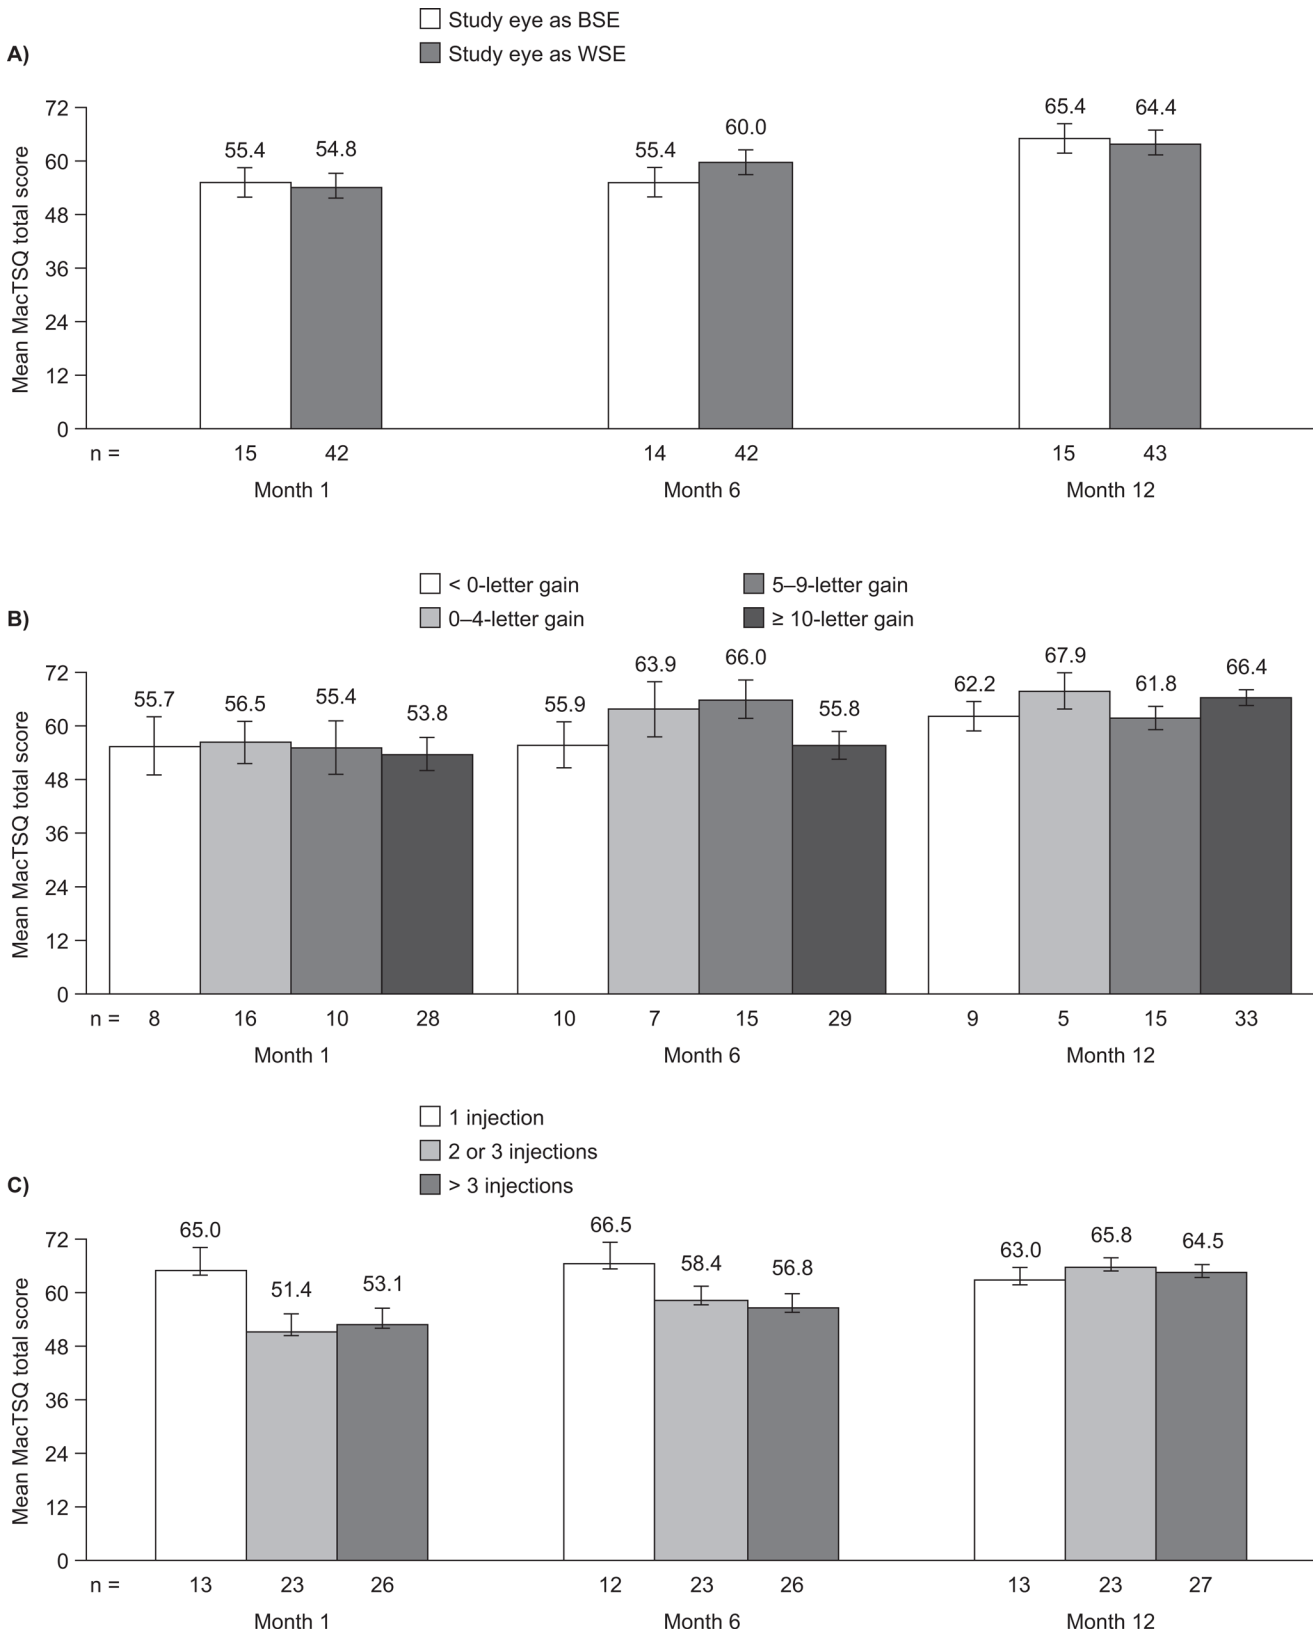 Study eye as BSE
Study eye as WSE
A)
Mean MacTSQ total score
72
60
48
36
24
12
0
55.4 54.8 55.4 60.0 65.4 64.4
n = 15 42 14 42 15 43
Month 1 Month 6 Month 12
< 0-letter gain 5–9-letter gain
0–4-letter gain ≥ 10-letter gain
B)
Mean MacTSQ total score
72
60
48
36
24
12
0
55.7 56.5 55.4 53.8 55.9 63.9 66.0 55.8 62.2 67.9 61.8 66.4
n = 8 16 10 28 10 7 15 29 9 5 15 33
Month 1 Month 6 Month 12
1 injection
2 or 3 injections
> 3 injections
C)
Mean MacTSQ total score
72
60
48
36
24
12
0
65.0 51.4 53.1 66.5 58.4 56.8 63.0 65.8 64.5
n = 13 23 26 12 23 26 13 23 27
Month 1 Month 6 Month 12